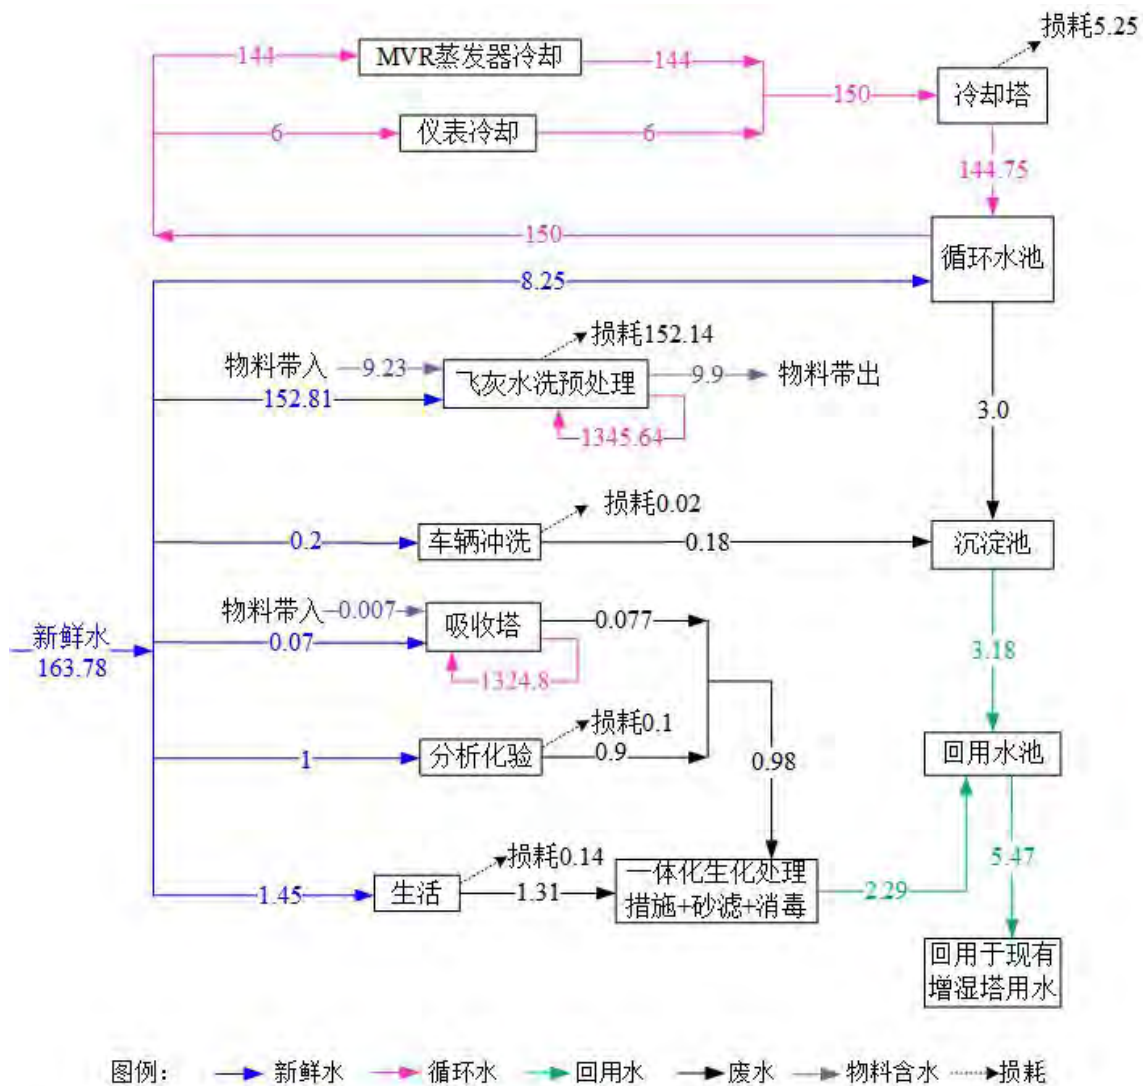 损耗5.25
144
MVR蒸发器冷却
144
150
冷却塔
6
仪表冷却
6
144.75
150
循环水池
8.25
损耗152.14
物料带入
9.23
飞灰水洗预处理
9.9
物料带出
152.81
1345.64
3.0
损耗0.02
0.2
车辆冲洗
0.18
沉淀池
物料带入
0.007
吸收塔
0.077
新鲜水
163.78
0.07
1324.8
3.18
损耗0.1
1
分析化验
0.9
0.98
回用水池
损耗0.14
1.45
生活
1.31
一体化生化处理
措施+砂滤+消毒
2.29
5.47
回用于现有
增湿塔用水
图例：
新鲜水
循环水
回用水
废水
物料含水
损耗